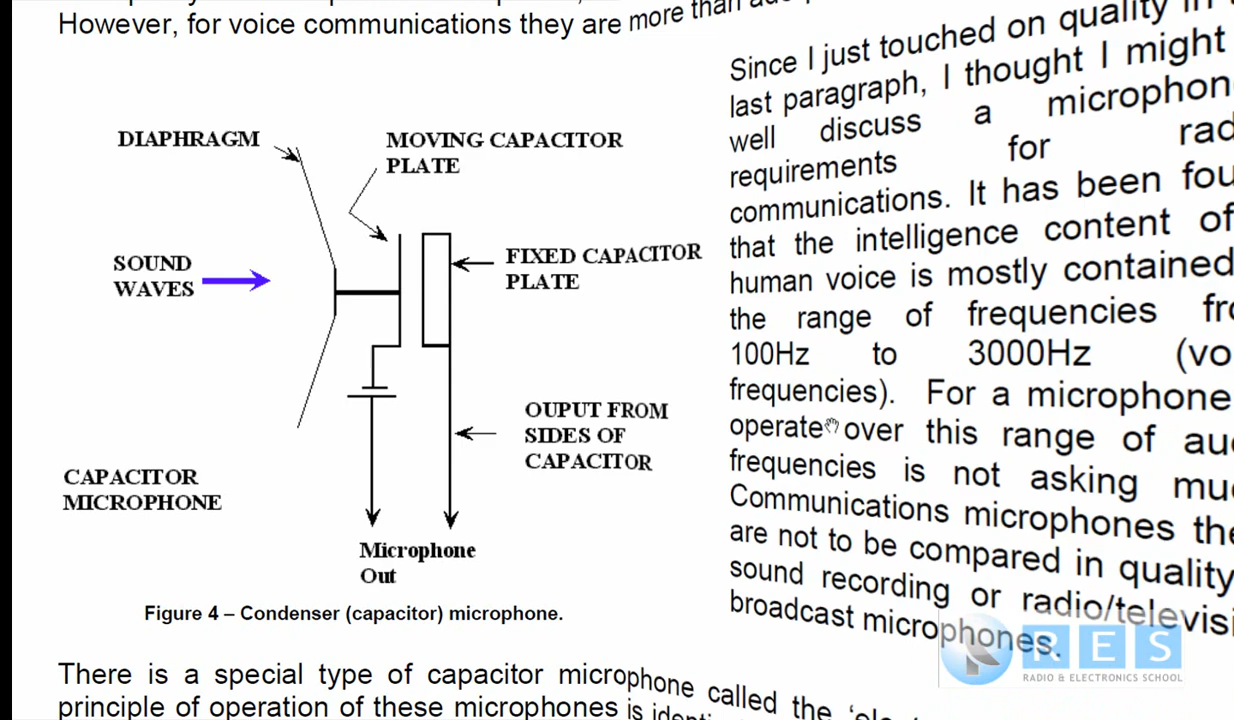 However, for voice communications they are more than
DIAPHRAGM
MOVING CAPACITOR
PLATE
SOUND
WAVES
FIXED CAPACITOR
PLATE
OUPUT FROM
SIDES OF
CAPACITOR
CAPACITOR
MICROPHONE
Microphone
Out
Figure 4 – Condenser (capacitor) microphone.
There is a special type of capacitor microphone called the
principle of operation of these microphones is
Since I just touched on quality in
last paragraph, I thought I might
well discuss a
requirements for
communications. It has been
that the intelligence content of
human voice is mostly contained
the range of frequencies
100Hz to 3000Hz
frequencies). For a microphone
operate over this range of
frequencies is not asking
Communications microphones
are not to be compared in quality
sound recording or
broadcast microphones.
RES
RADIO & ELECTRONICS SCHOOL